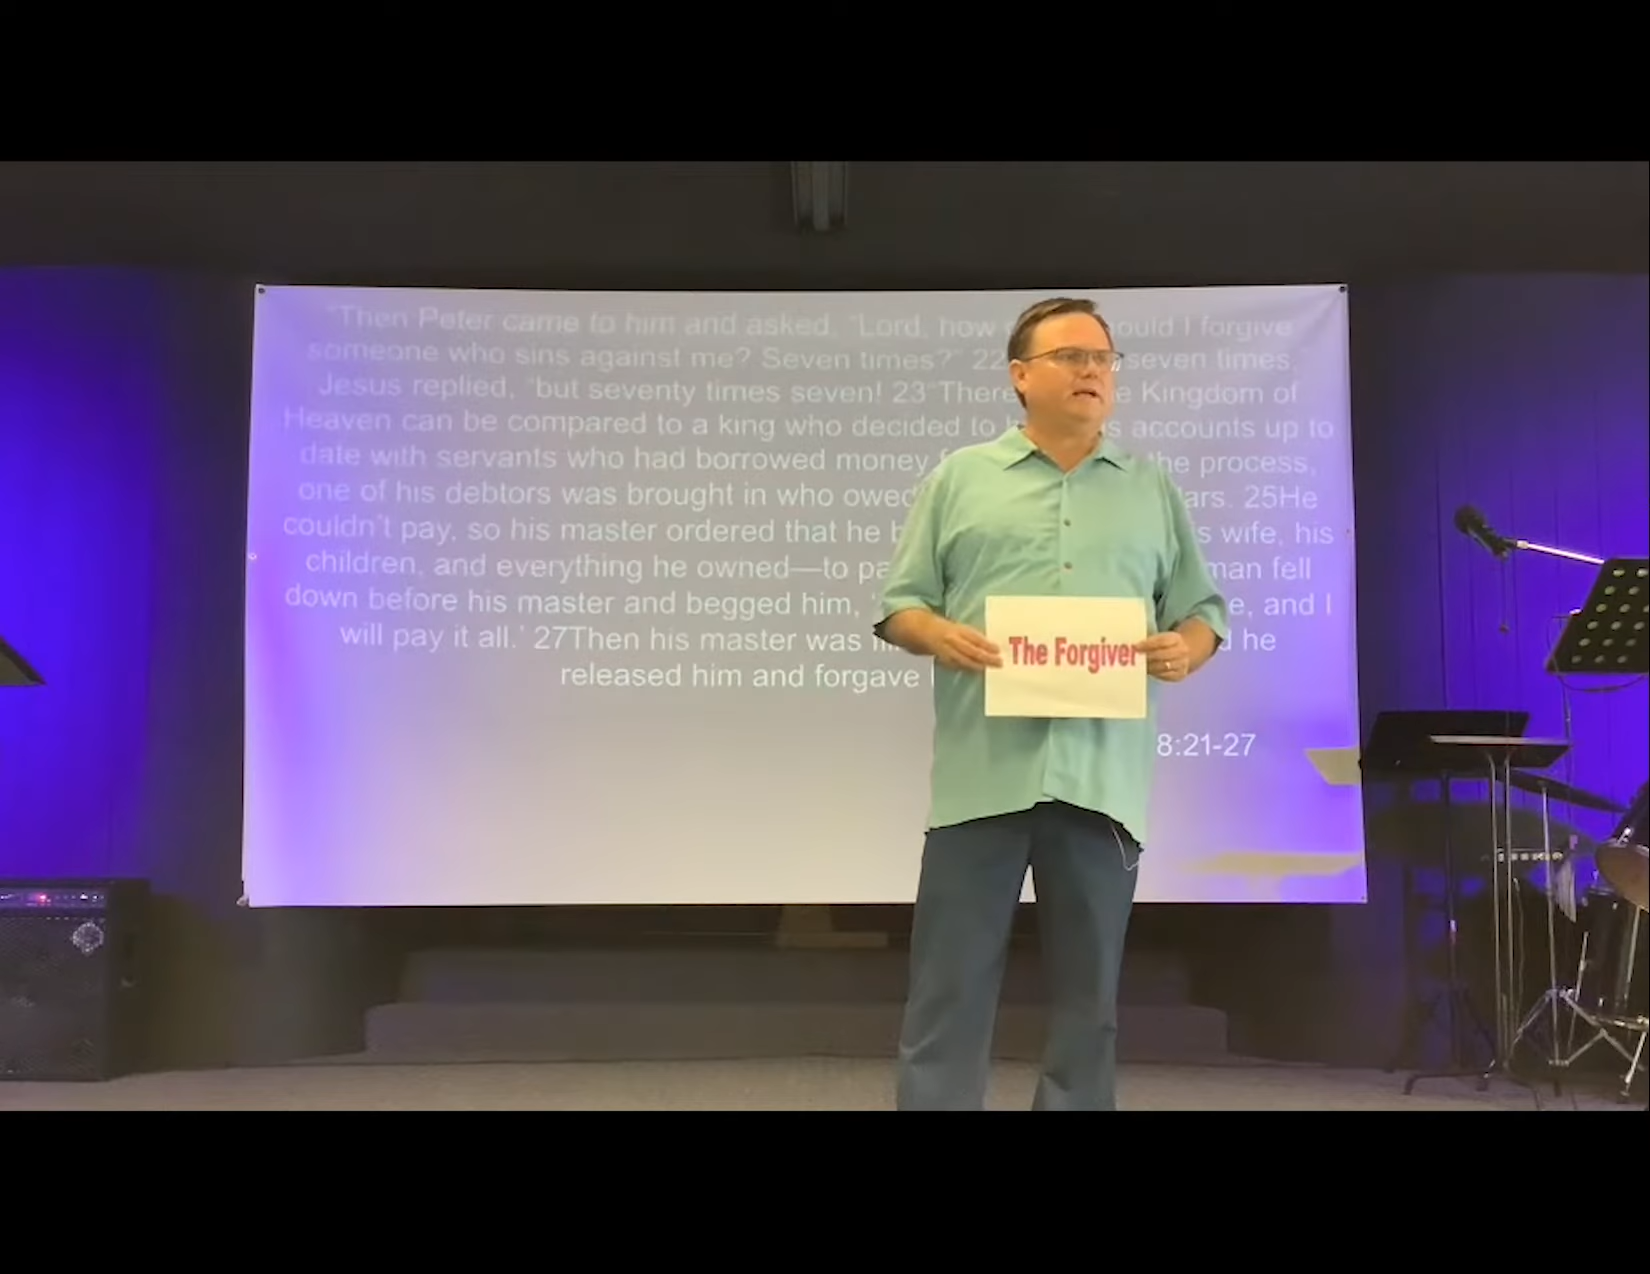 "Then Peter came to him and asked, "Lord, how ould I forgive
someone who sins against me? Seven times?" 22 seven times,
Jesus replied, "but seventy times seven! 23"There e Kingdom of
Heaven can be compared to a king who decided to s accounts up to
date with servants who had borrowed money the process,
one of his debtors was brought in who owed lars. 25He
couldn't pay, so his master ordered that he b s wife, his
children, and everything he owned—to pa man fell
down before his master and begged him, e, and I
will pay it all.' 27Then his master was d he
released him and forgave
8:21-27
The Forgiver